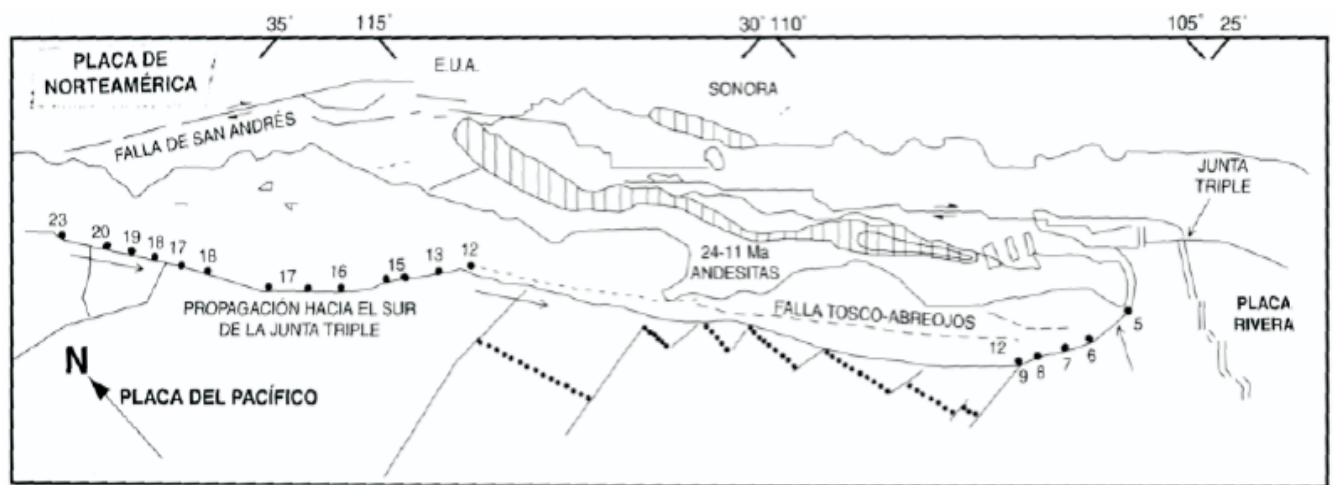 35° 115° 30° 110° 105° 25°
PLACA DE
NORTEAMÉRICA
E.U.A.
SONORA
FALLA DE SAN ANDRÉS
JUNTA
TRIPLE
23 20 19 18 17 18 17 16 15 13 12
24-11 Ma
ANDESITAS
PROPAGACIÓN HACIA EL SUR
DE LA JUNTA TRIPLE
FALLA TOSCO-ABREOJOS
PLACA
RIVERA
12 9 8 7 6 5
N
PLACA DEL PACÍFICO